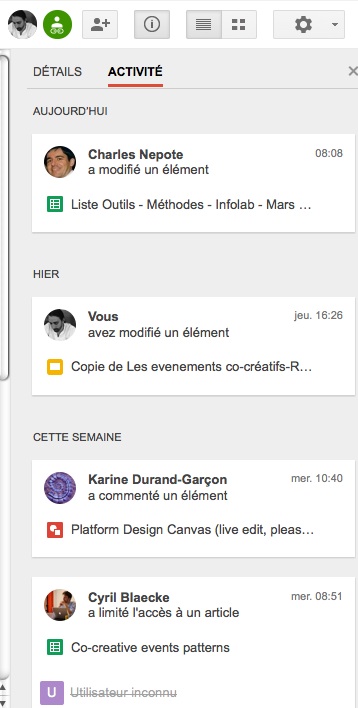 DÉTAILS ACTIVITÉ
AUJOURD'HUI
Charles Nepote 08:08
a modifié un élément
Liste Outils - Méthodes - Infolab - Mars ...
HIER
Vous jeu. 16:26
avez modifié un élément
Copie de Les evenements co-créatifs-R...
CETTE SEMAINE
Karine Durand-Garçon mer. 10:40
a commenté un élément
Platform Design Canvas (live edit, pleas...
Cyril Blaecke mer. 08:51
a limité l'accès à un article
Co-creative events patterns
U Utilisateur inconnu